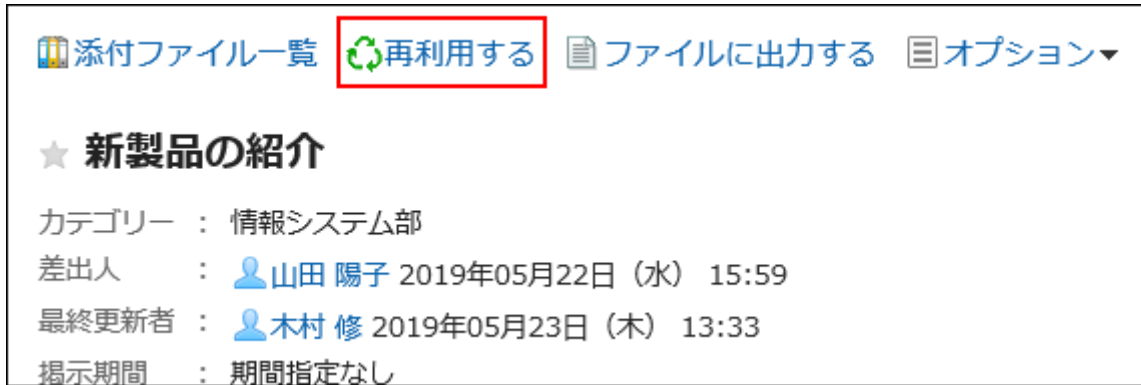 添付ファイル一覧 再利用する ファイルに出力する オプション▼
新製品の紹介
カテゴリー : 情報システム部
差出人 : 山田 陽子 2019年05月22日（水） 15:59
最終更新者 : 木村 修 2019年05月23日（木） 13:33
掲示期間 : 期間指定なし